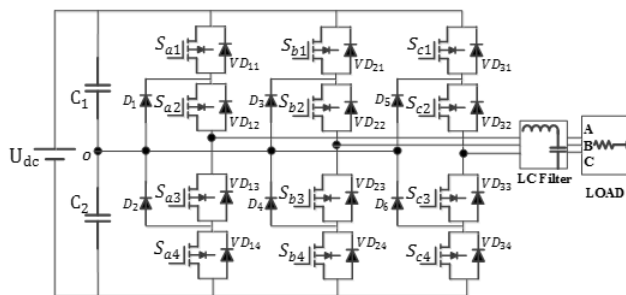 S_a1 VD_11 S_b1 VD_21 S_c1 VD_31
C_1 D_1 S_a2 VD_12 D_3 S_b2 VD_22 D_5 S_c2 VD_32
U_dc o A
B
C
LC Filter LOAD
C_2 D_2 S_a3 VD_13 D_4 S_b3 VD_23 D_6 S_c3 VD_33
S_a4 VD_14 S_b4 VD_24 S_c4 VD_34